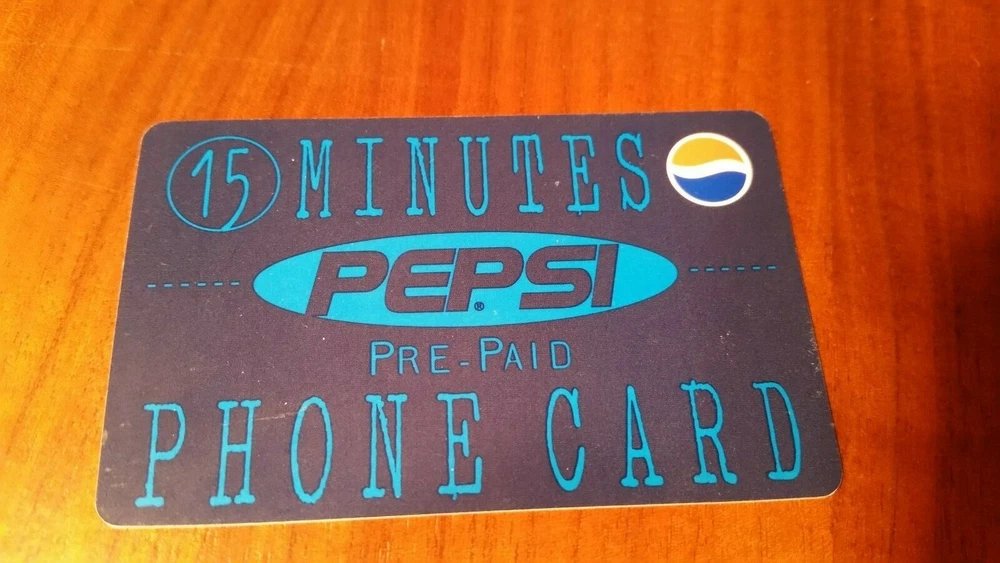 15 MINUTES
PEPSI®
PRE-PAID
PHONE CARD